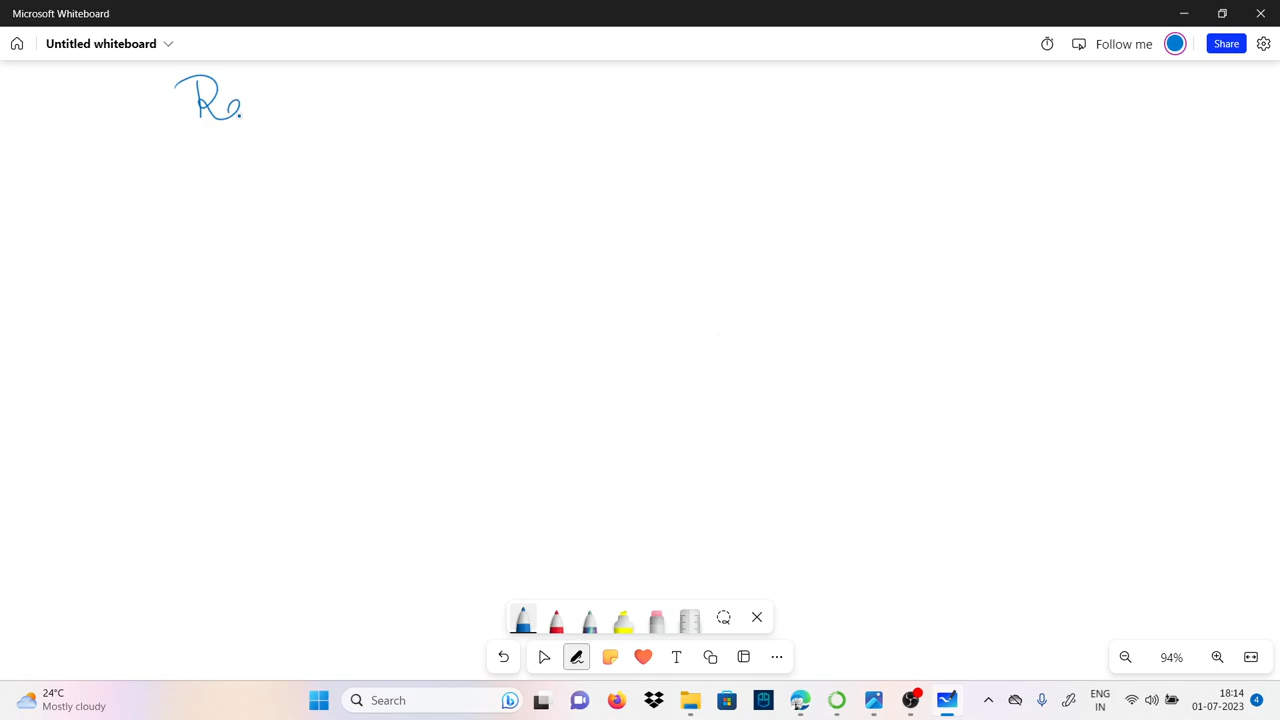 Microsoft Whiteboard
Untitled whiteboard
Follow me
Share
94%
24°C
Mostly cloudy
Search
ENG
IN
18:14
01-07-2023
4